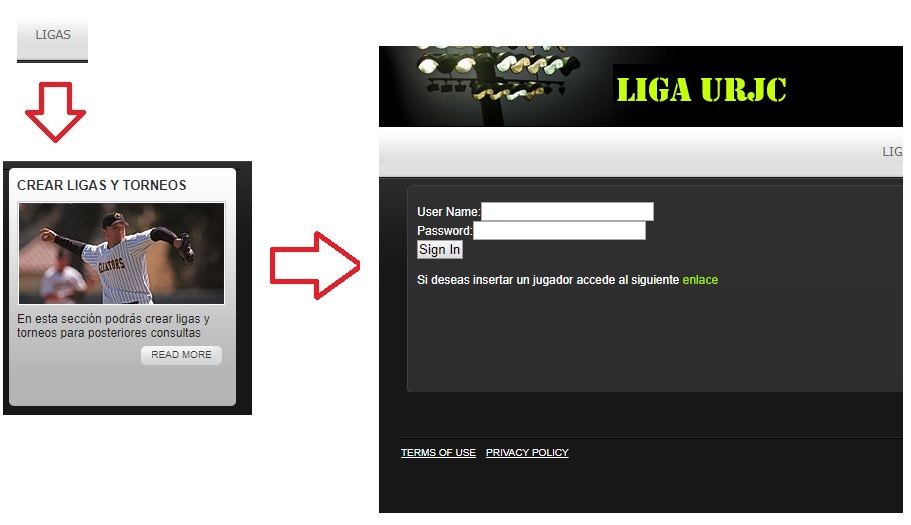 LIGAS
CREAR LIGAS Y TORNEOS
En esta sección podrás crear ligas y
torneos para posteriores consultas
READ MORE
LIGA URJC
LIG
User Name:
Password:
Sign In
Si deseas insertar un jugador accede al siguiente enlace
TERMS OF USE PRIVACY POLICY